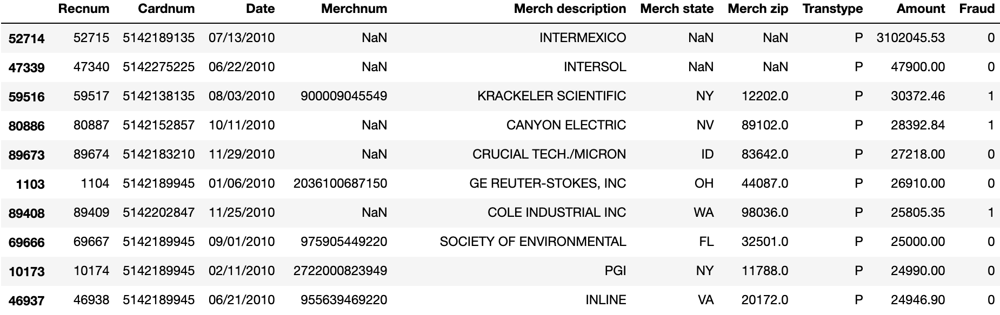 Recnum Cardnum Date Merchnum Merch description Merch state Merch zip Transtype Amount Fraud
52714 52715 5142189135 07/13/2010 NaN INTERMEXICO NaN NaN P 3102045.53 0
47339 47340 5142275225 06/22/2010 NaN INTERSOL NaN NaN P 47900.00 0
59516 59517 5142138135 08/03/2010 900009045549 KRACKELER SCIENTIFIC NY 12202.0 P 30372.46 1
80886 80887 5142152857 10/11/2010 NaN CANYON ELECTRIC NV 89102.0 P 28392.84 1
89673 89674 5142183210 11/29/2010 NaN CRUCIAL TECH./MICRON ID 83642.0 P 27218.00 0
1103 1104 5142189945 01/06/2010 2036100687150 GE REUTER-STOKES, INC OH 44087.0 P 26910.00 0
89408 89409 5142202847 11/25/2010 NaN COLE INDUSTRIAL INC WA 98036.0 P 25805.35 1
69666 69667 5142189945 09/01/2010 975905449220 SOCIETY OF ENVIRONMENTAL FL 32501.0 P 25000.00 0
10173 10174 5142189945 02/11/2010 2722000823949 PGI NY 11788.0 P 24990.00 0
46937 46938 5142189945 06/21/2010 955639469220 INLINE VA 20172.0 P 24946.90 0